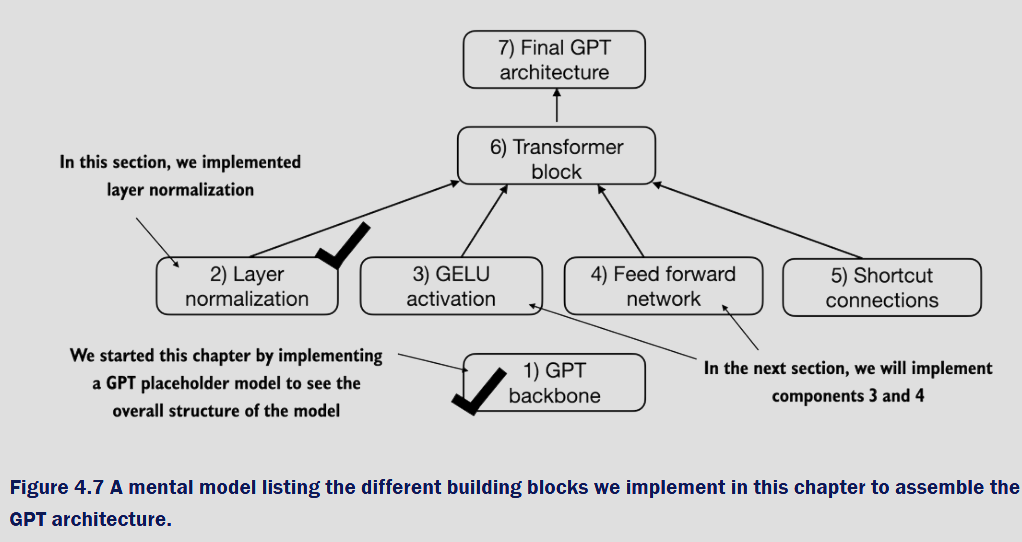 7) Final GPT
architecture
6) Transformer
block
In this section, we implemented
layer normalization
2) Layer
normalization
3) GELU
activation
4) Feed forward
network
5) Shortcut
connections
We started this chapter by implementing
a GPT placeholder model to see the
overall structure of the model
1) GPT
backbone
In the next section, we will implement
components 3 and 4
Figure 4.7 A mental model listing the different building blocks we implement in this chapter to assemble the
GPT architecture.